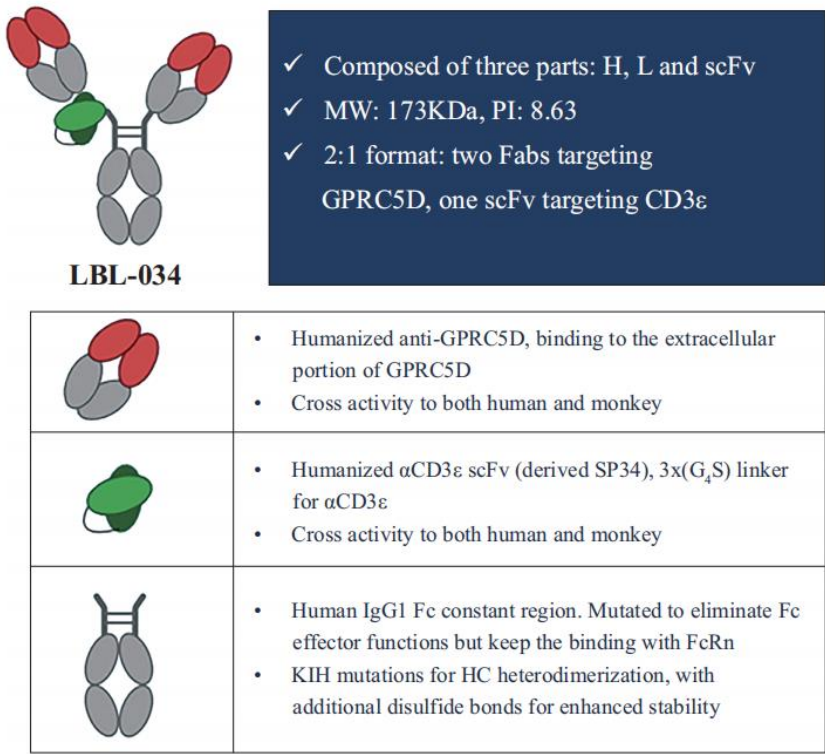 ✓ Composed of three parts: H, L and scFv
✓ MW: 173KDa, PI: 8.63
✓ 2:1 format: two Fabs targeting
GPRC5D, one scFv targeting CD3ε
LBL-034
• Humanized anti-GPRC5D, binding to the extracellular
portion of GPRC5D
• Cross activity to both human and monkey
• Humanized αCD3ε scFv (derived SP34), 3x(G₄S) linker
for αCD3ε
• Cross activity to both human and monkey
• Human IgG1 Fc constant region. Mutated to eliminate Fc
effector functions but keep the binding with FcRn
• KIH mutations for HC heterodimerization, with
additional disulfide bonds for enhanced stability